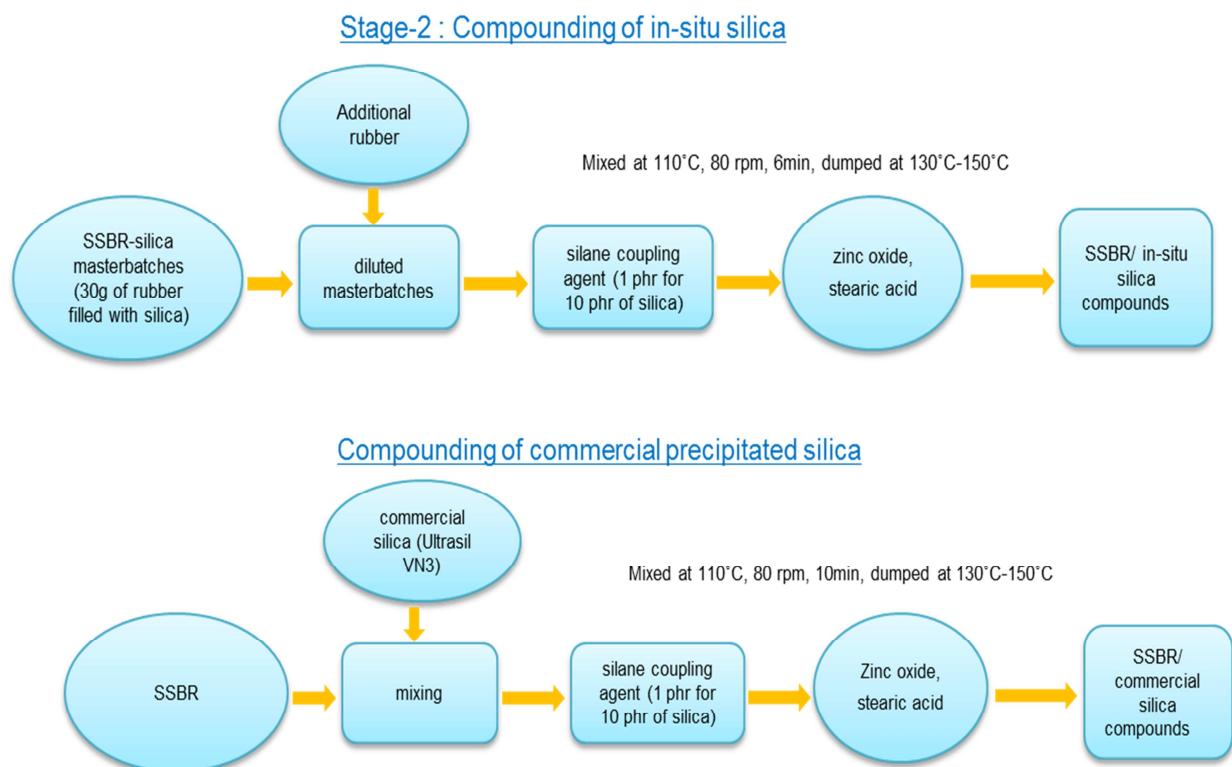 Stage-2 : Compounding of in-situ silica
Additional
rubber
Mixed at 110˚C, 80 rpm, 6min, dumped at 130˚C-150˚C
SSBR-silica
masterbatches
(30g of rubber
filled with silica)
diluted
masterbatches
silane coupling
agent (1 phr for
10 phr of silica)
zinc oxide,
stearic acid
SSBR/ in-situ
silica
compounds
Compounding of commercial precipitated silica
commercial
silica (Ultrasil
VN3)
Mixed at 110˚C, 80 rpm, 10min, dumped at 130˚C-150˚C
SSBR
mixing
silane coupling
agent (1 phr for
10 phr of silica)
Zinc oxide,
stearic acid
SSBR/
commercial
silica
compounds